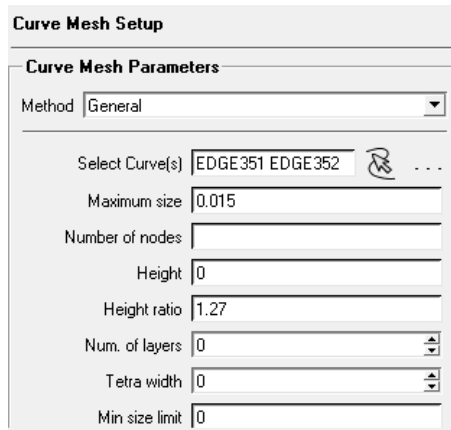 Curve Mesh Setup
Curve Mesh Parameters
Method General
Select Curve(s) EDGE351 EDGE352 ...
Maximum size 0.015
Number of nodes
Height 0
Height ratio 1.27
Num. of layers 0
Tetra width 0
Min size limit 0